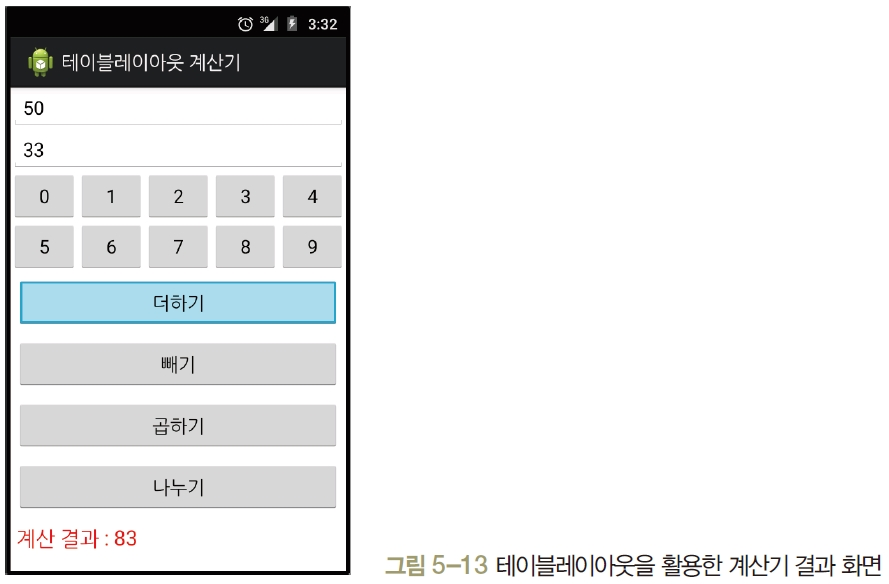 3G 3:32
테이블레이아웃 계산기
50
33
0 1 2 3 4
5 6 7 8 9
더하기
빼기
곱하기
나누기
계산 결과 : 83
그림 5-13 테이블레이아웃을 활용한 계산기 결과 화면